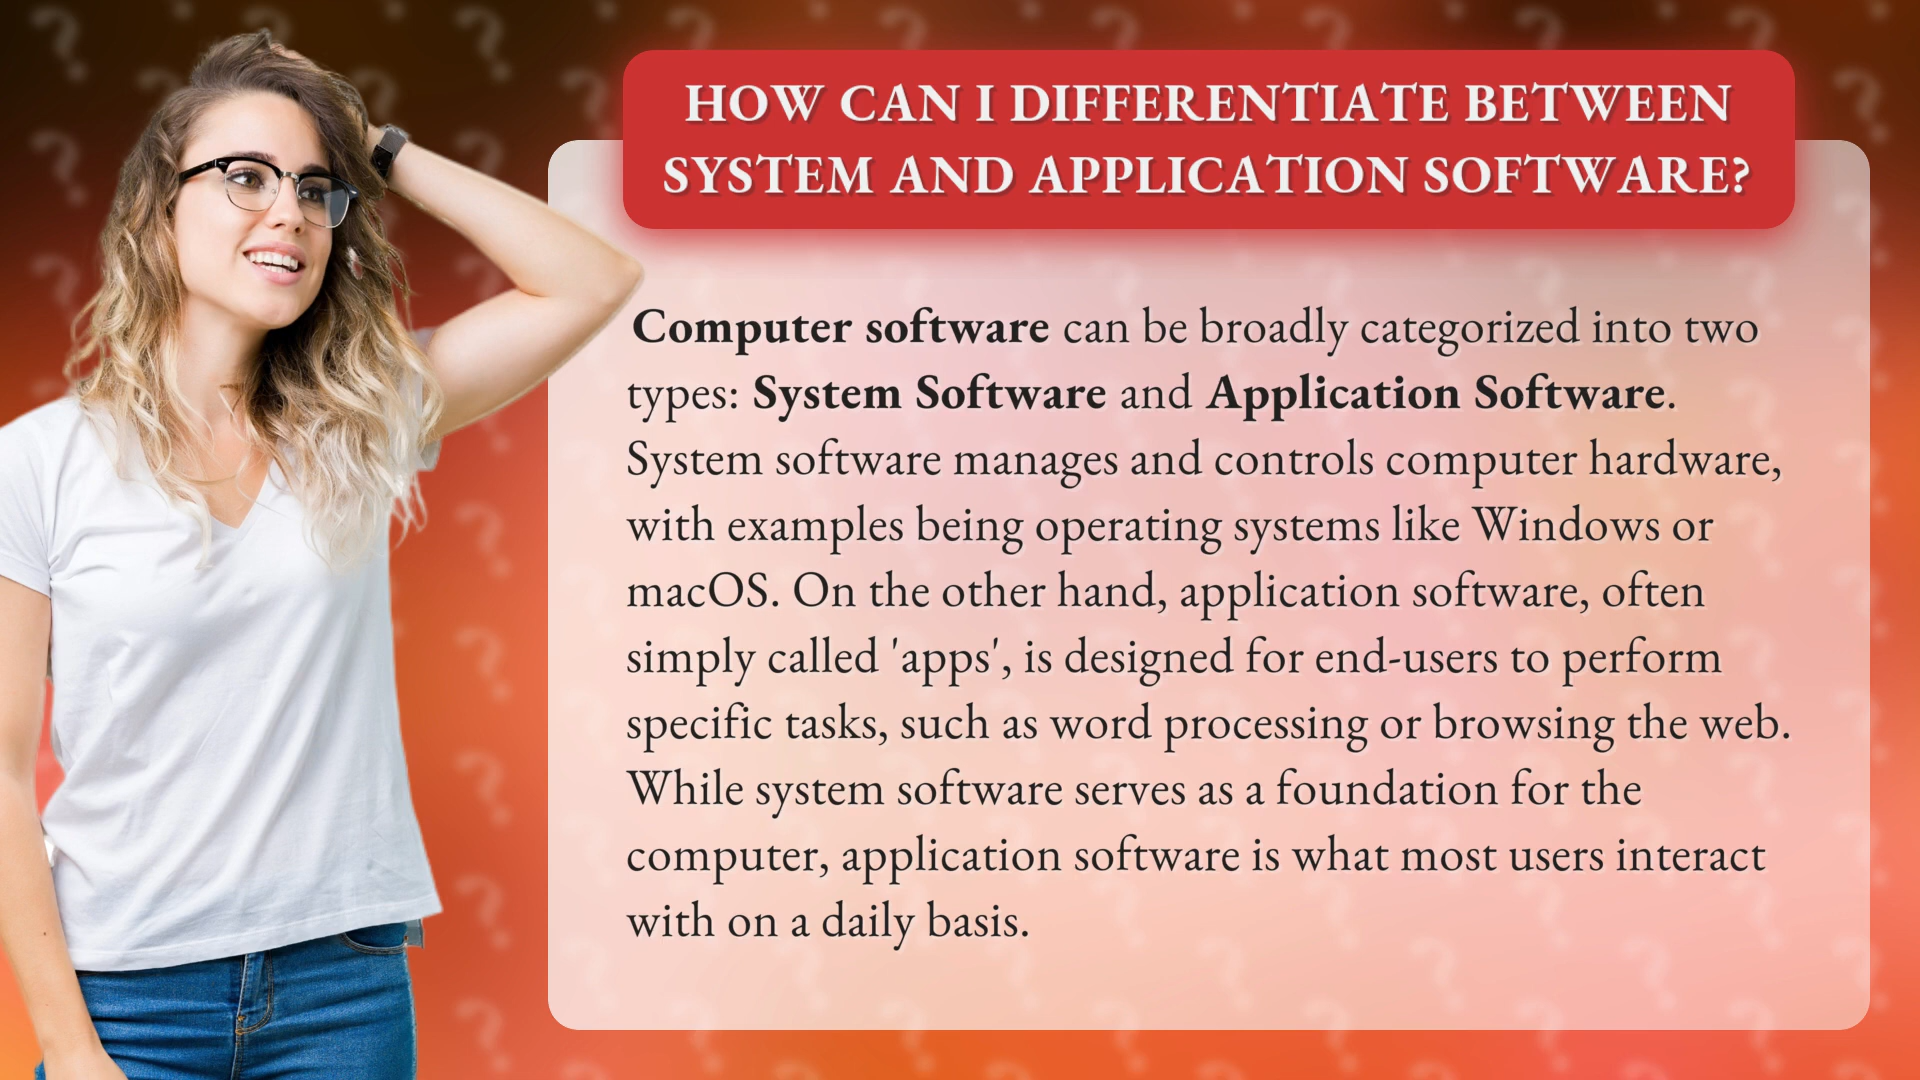 HOW CAN I DIFFERENTIATE BETWEEN
SYSTEM AND APPLICATION SOFTWARE?
Computer software can be broadly categorized into two
types: System Software and Application Software.
System software manages and controls computer hardware,
with examples being operating systems like Windows or
macOS. On the other hand, application software, often
simply called 'apps', is designed for end-users to perform
specific tasks, such as word processing or browsing the web.
While system software serves as a foundation for the
computer, application software is what most users interact
with on a daily basis.